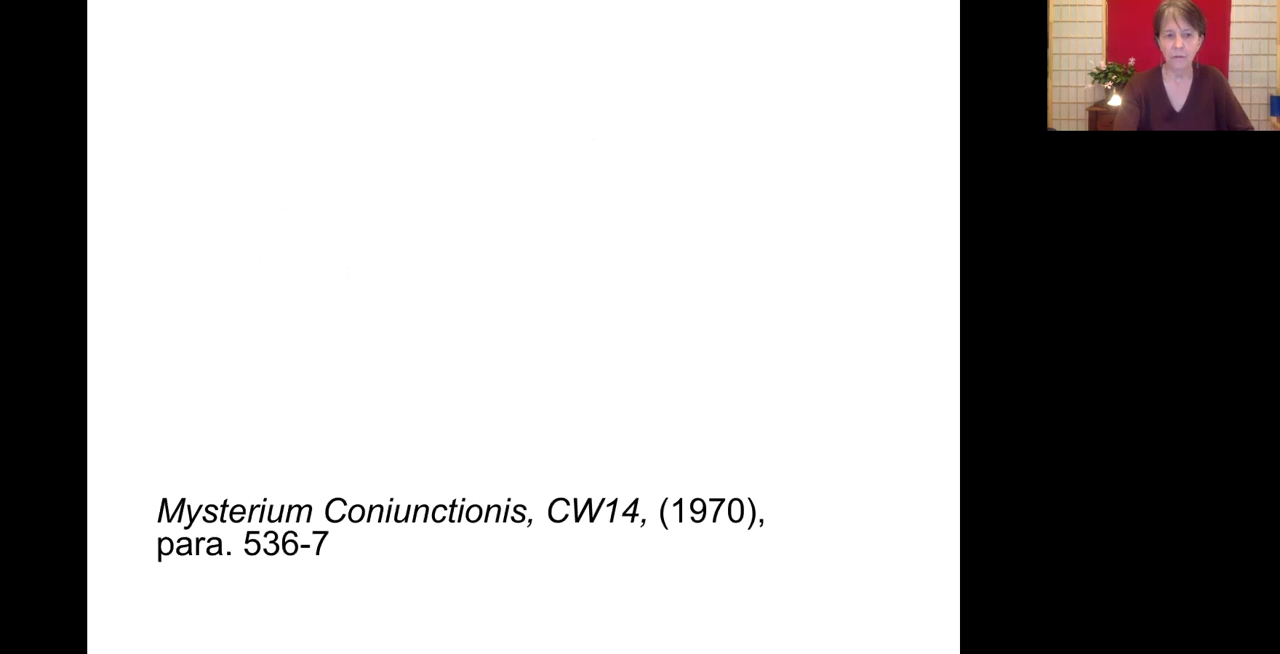 Mysterium Coniunctionis, CW14, (1970),
para. 536-7